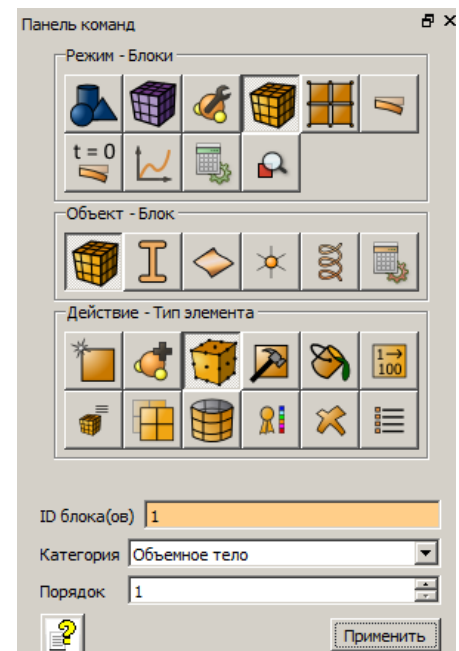 Панель команд
Режим - Блоки
t = 0
Объект - Блок
Действие - Тип элемента
1→
100
ID блока(ов) 1
Категория Объемное тело
Порядок 1
Применить